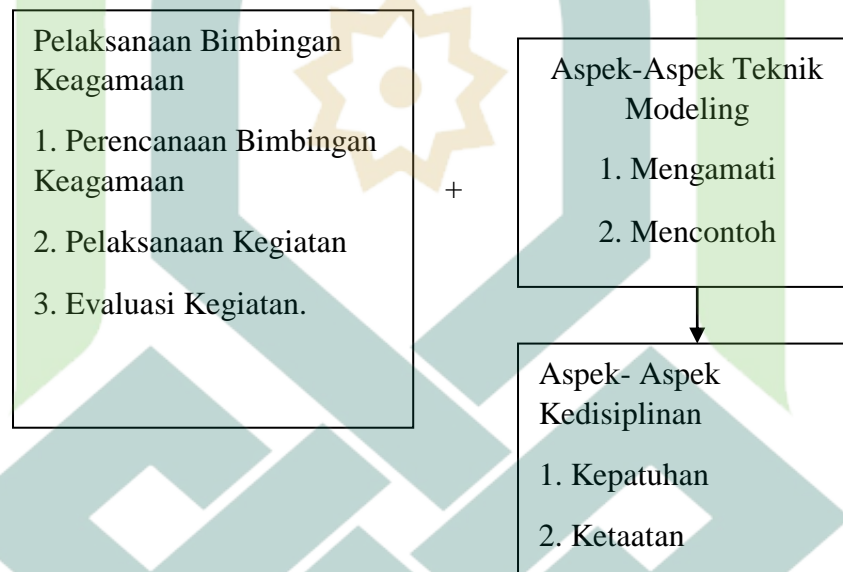 Pelaksanaan Bimbingan
Keagamaan
1. Perencanaan Bimbingan
Keagamaan
2. Pelaksanaan Kegiatan
3. Evaluasi Kegiatan.
+
Aspek-Aspek Teknik
Modeling
1. Mengamati
2. Mencontoh
Aspek- Aspek
Kedisiplinan
1. Kepatuhan
2. Ketaatan